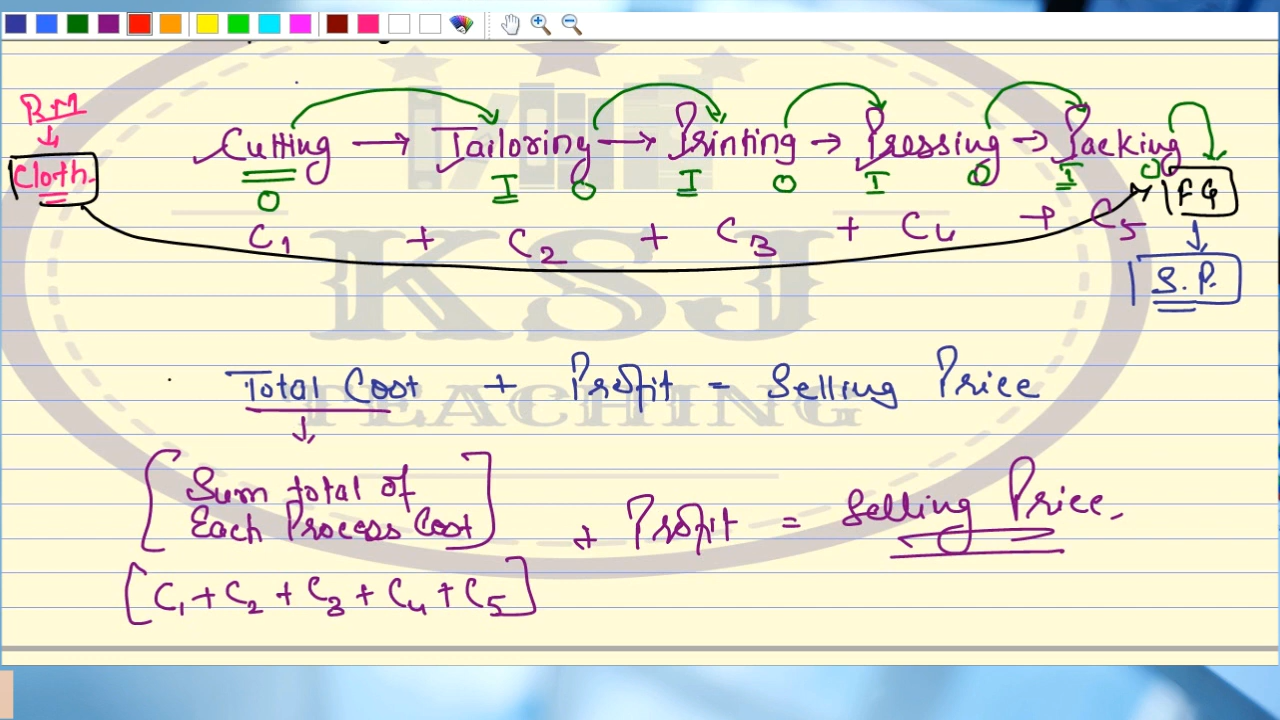 RM
↓
Cloth.
Cutting → Tailoring → Printing → Pressing → Packing
O I O I O I O I O
FG
C1 + C2 + C3 + C4 + C5
↓
S.P.
KSJ
TEACHING
Total Cost + Profit = Selling Price
↓
[Sum total of
Each Process Cost] + Profit = Selling Price.
[C1 + C2 + C3 + C4 + C5]